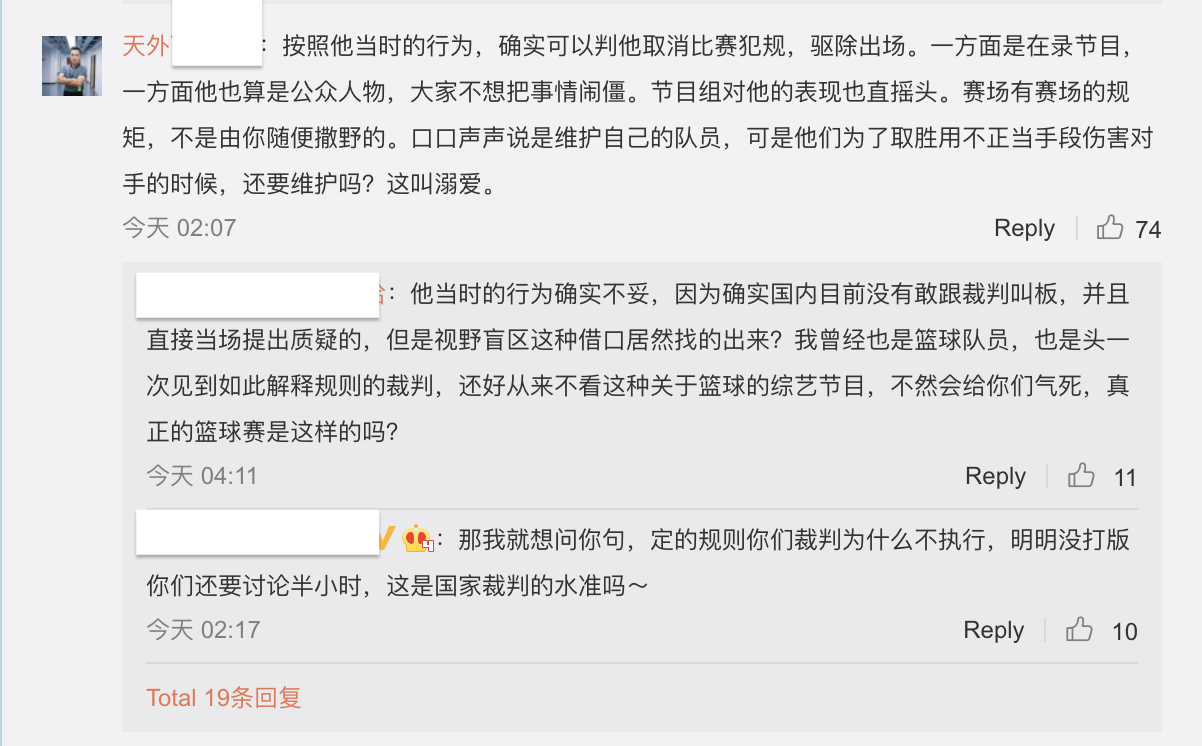 天外：按照他当时的行为，确实可以判他取消比赛犯规，驱除出场。一方面是在录节目，
一方面他也算是公众人物，大家不想把事情闹僵。节目组对他的表现也直摇头。赛场有赛场的规
矩，不是由你随便撒野的。口口声声说是维护自己的队员，可是他们为了取胜用不正当手段伤害对
手的时候，还要维护吗？这叫溺爱。
今天 02:07
Reply 74
：他当时的行为确实不妥，因为确实国内目前没有敢跟裁判叫板，并且
直接当场提出质疑的，但是视野盲区这种借口居然找的出来？我曾经也是篮球队员，也是头一
次见到如此解释规则的裁判，还好从来不看这种关于篮球的综艺节目，不然会给你们气死，真
正的篮球赛是这样的吗？
今天 04:11
Reply 11
V 4：那我就想问你句，定的规则你们裁判为什么不执行，明明没打版
你们还要讨论半小时，这是国家裁判的水准吗～
今天 02:17
Reply 10
Total 19条回复